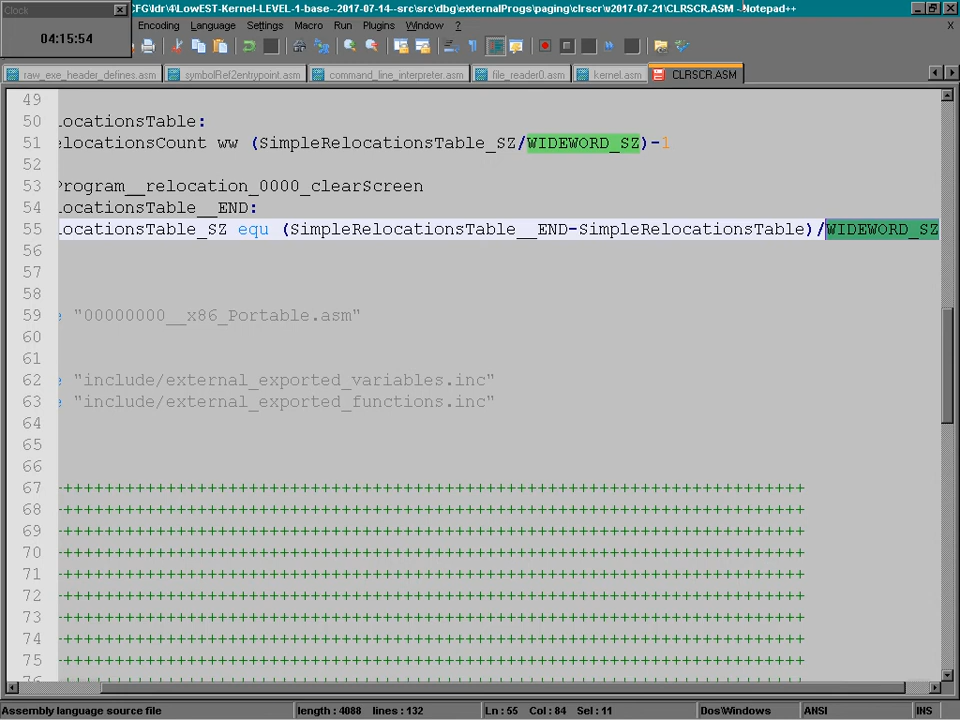 Clock
04:15:54
CFG\ldr\4\LowEST-Kernel-LEVEL-1-base--2017-07-14--src\src\dbg\externalProgs\paging\clrscr\v2017-07-21\CLRSCR.ASM - Notepad++
Encoding Language Settings Macro Run Plugins Window ? X
raw_exe_header_defines.asm symbolRef2entrypoint.asm command_line_interpreter.asm file_reader0.asm kernel.asm CLRSCR.ASM
49
50 locationsTable:
51 elocationsCount ww (SimpleRelocationsTable_SZ/WIDEWORD_SZ)-1
52
53 Program__relocation_0000_clearScreen
54 locationsTable__END:
55 locationsTable_SZ equ (SimpleRelocationsTable__END-SimpleRelocationsTable)/WIDEWORD_SZ
56
57
58
59 e "00000000__x86_Portable.asm"
60
61
62 e "include/external_exported_variables.inc"
63 e "include/external_exported_functions.inc"
64
65
66
67 ++++++++++++++++++++++++++++++++++++++++++++++++++++++++++++++++++++++++
68 ++++++++++++++++++++++++++++++++++++++++++++++++++++++++++++++++++++++++
69 ++++++++++++++++++++++++++++++++++++++++++++++++++++++++++++++++++++++++
70 ++++++++++++++++++++++++++++++++++++++++++++++++++++++++++++++++++++++++
71 ++++++++++++++++++++++++++++++++++++++++++++++++++++++++++++++++++++++++
72 ++++++++++++++++++++++++++++++++++++++++++++++++++++++++++++++++++++++++
73 ++++++++++++++++++++++++++++++++++++++++++++++++++++++++++++++++++++++++
74 ++++++++++++++++++++++++++++++++++++++++++++++++++++++++++++++++++++++++
75 ++++++++++++++++++++++++++++++++++++++++++++++++++++++++++++++++++++++++
Assembly language source file length : 4088 lines : 132 Ln : 55 Col : 84 Sel : 11 Dos\Windows ANSI INS